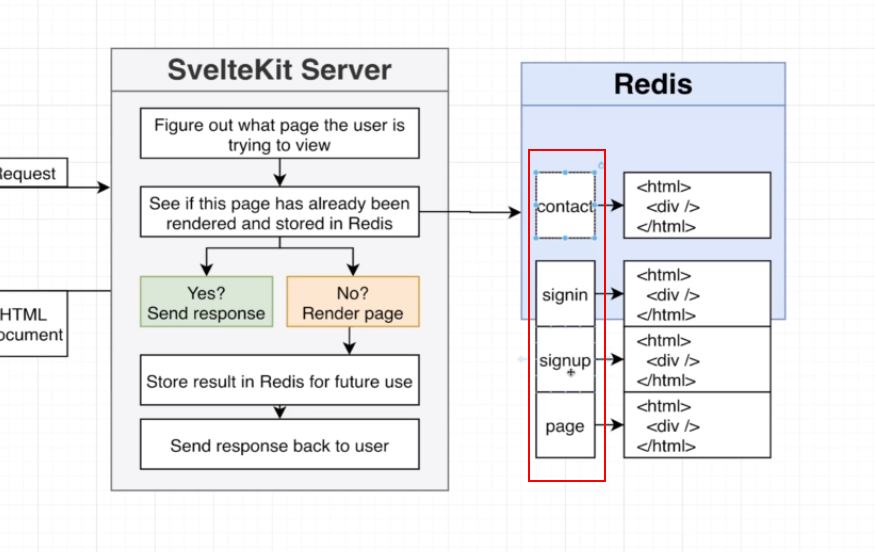 SvelteKit Server
Figure out what page the user is
trying to view
See if this page has already been
rendered and stored in Redis
Yes?
Send response
No?
Render page
Store result in Redis for future use
Send response back to user
Request
HTML
ocument
Redis
contact
<html>
<div />
</html>
signin
<html>
<div />
</html>
signup
<html>
<div />
</html>
page
<html>
<div />
</html>